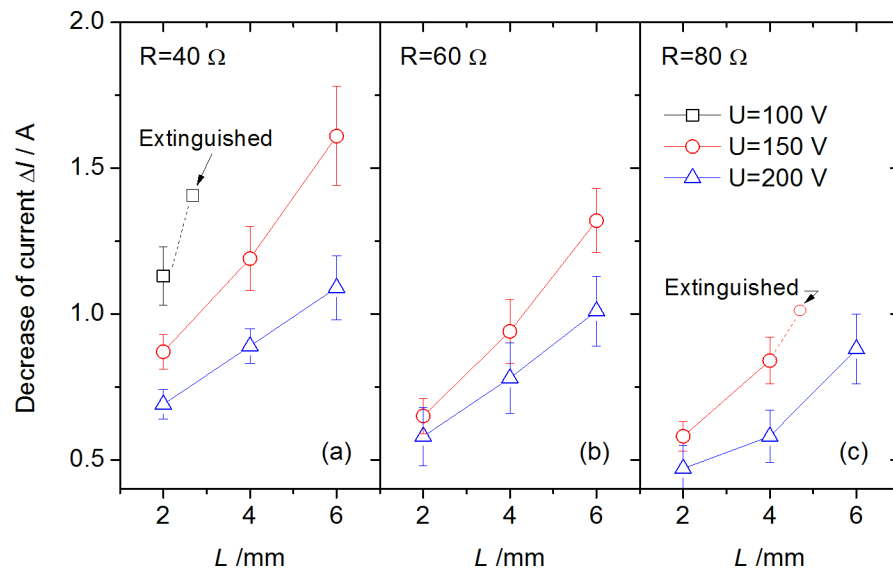 Decrease of current ΔI / A
2.0
1.5
1.0
0.5
R=40 Ω
Extinguished
(a)
2 4 6
L /mm
R=60 Ω
(b)
2 4 6
L /mm
R=80 Ω
U=100 V
U=150 V
U=200 V
Extinguished
(c)
2 4 6
L /mm